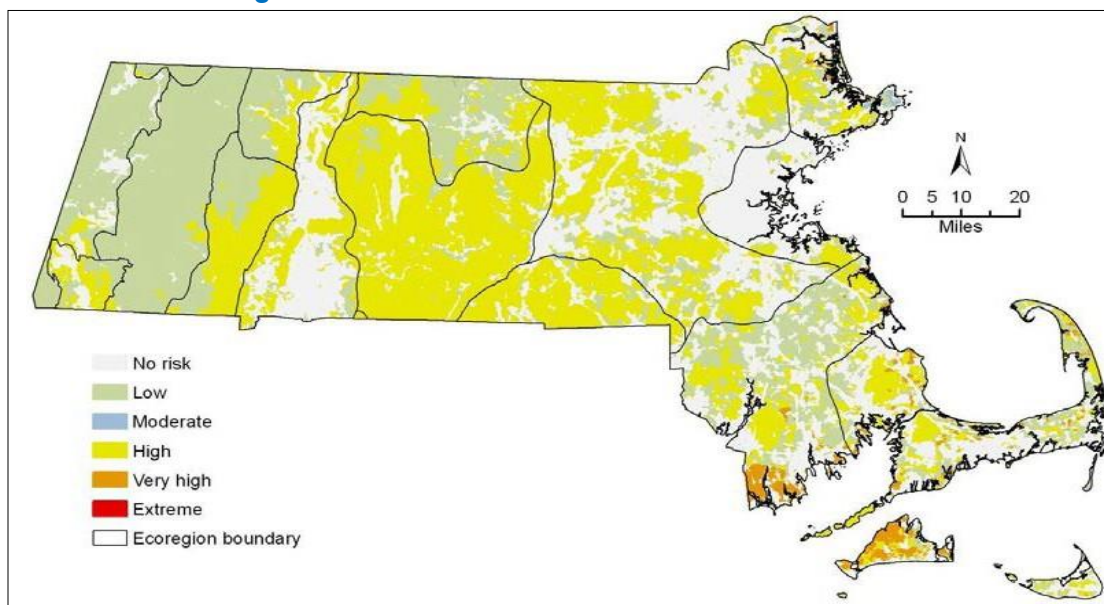 N
0 5 10 20
Miles
No risk
Low
Moderate
High
Very high
Extreme
Ecoregion boundary